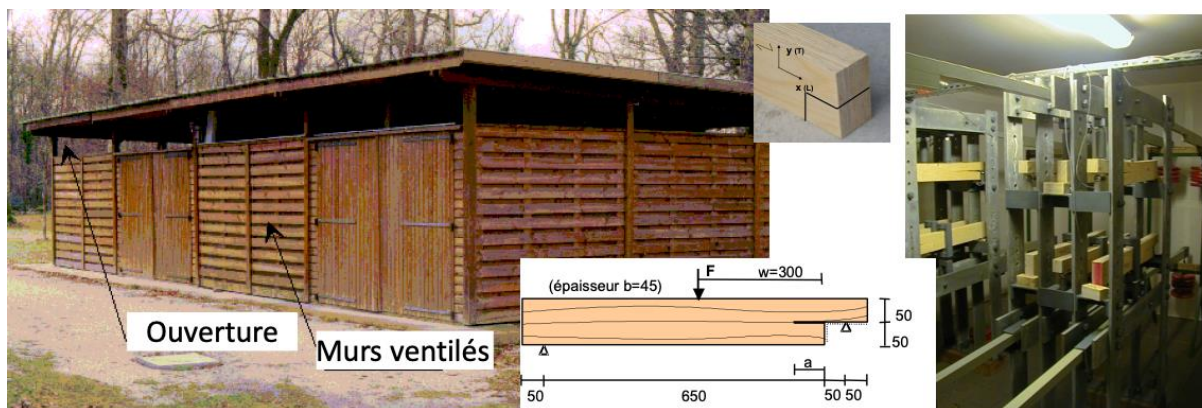 Ouverture
Murs ventilés
y (T)
x (L)
F
w=300
(épaisseur b=45)
50
50
a
50
650
50
50